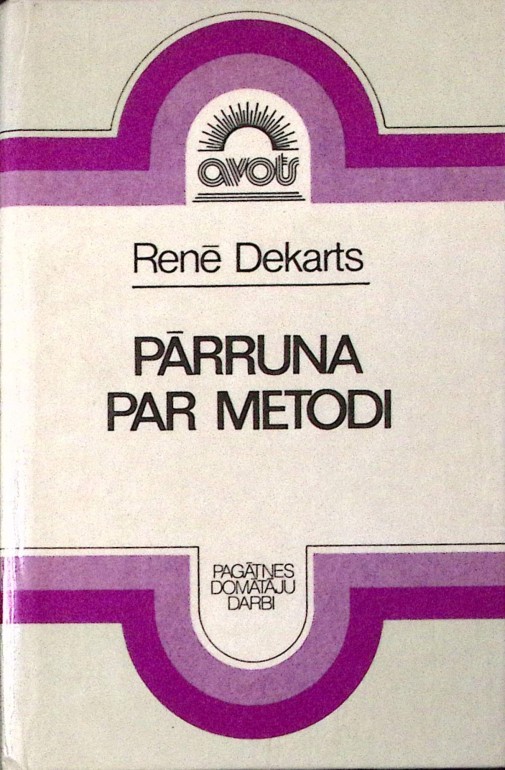 avots
Renē Dekarts
PĀRRUNA
PAR METODI
PAGĀTNES
DOMĀTĀJU
DARBI